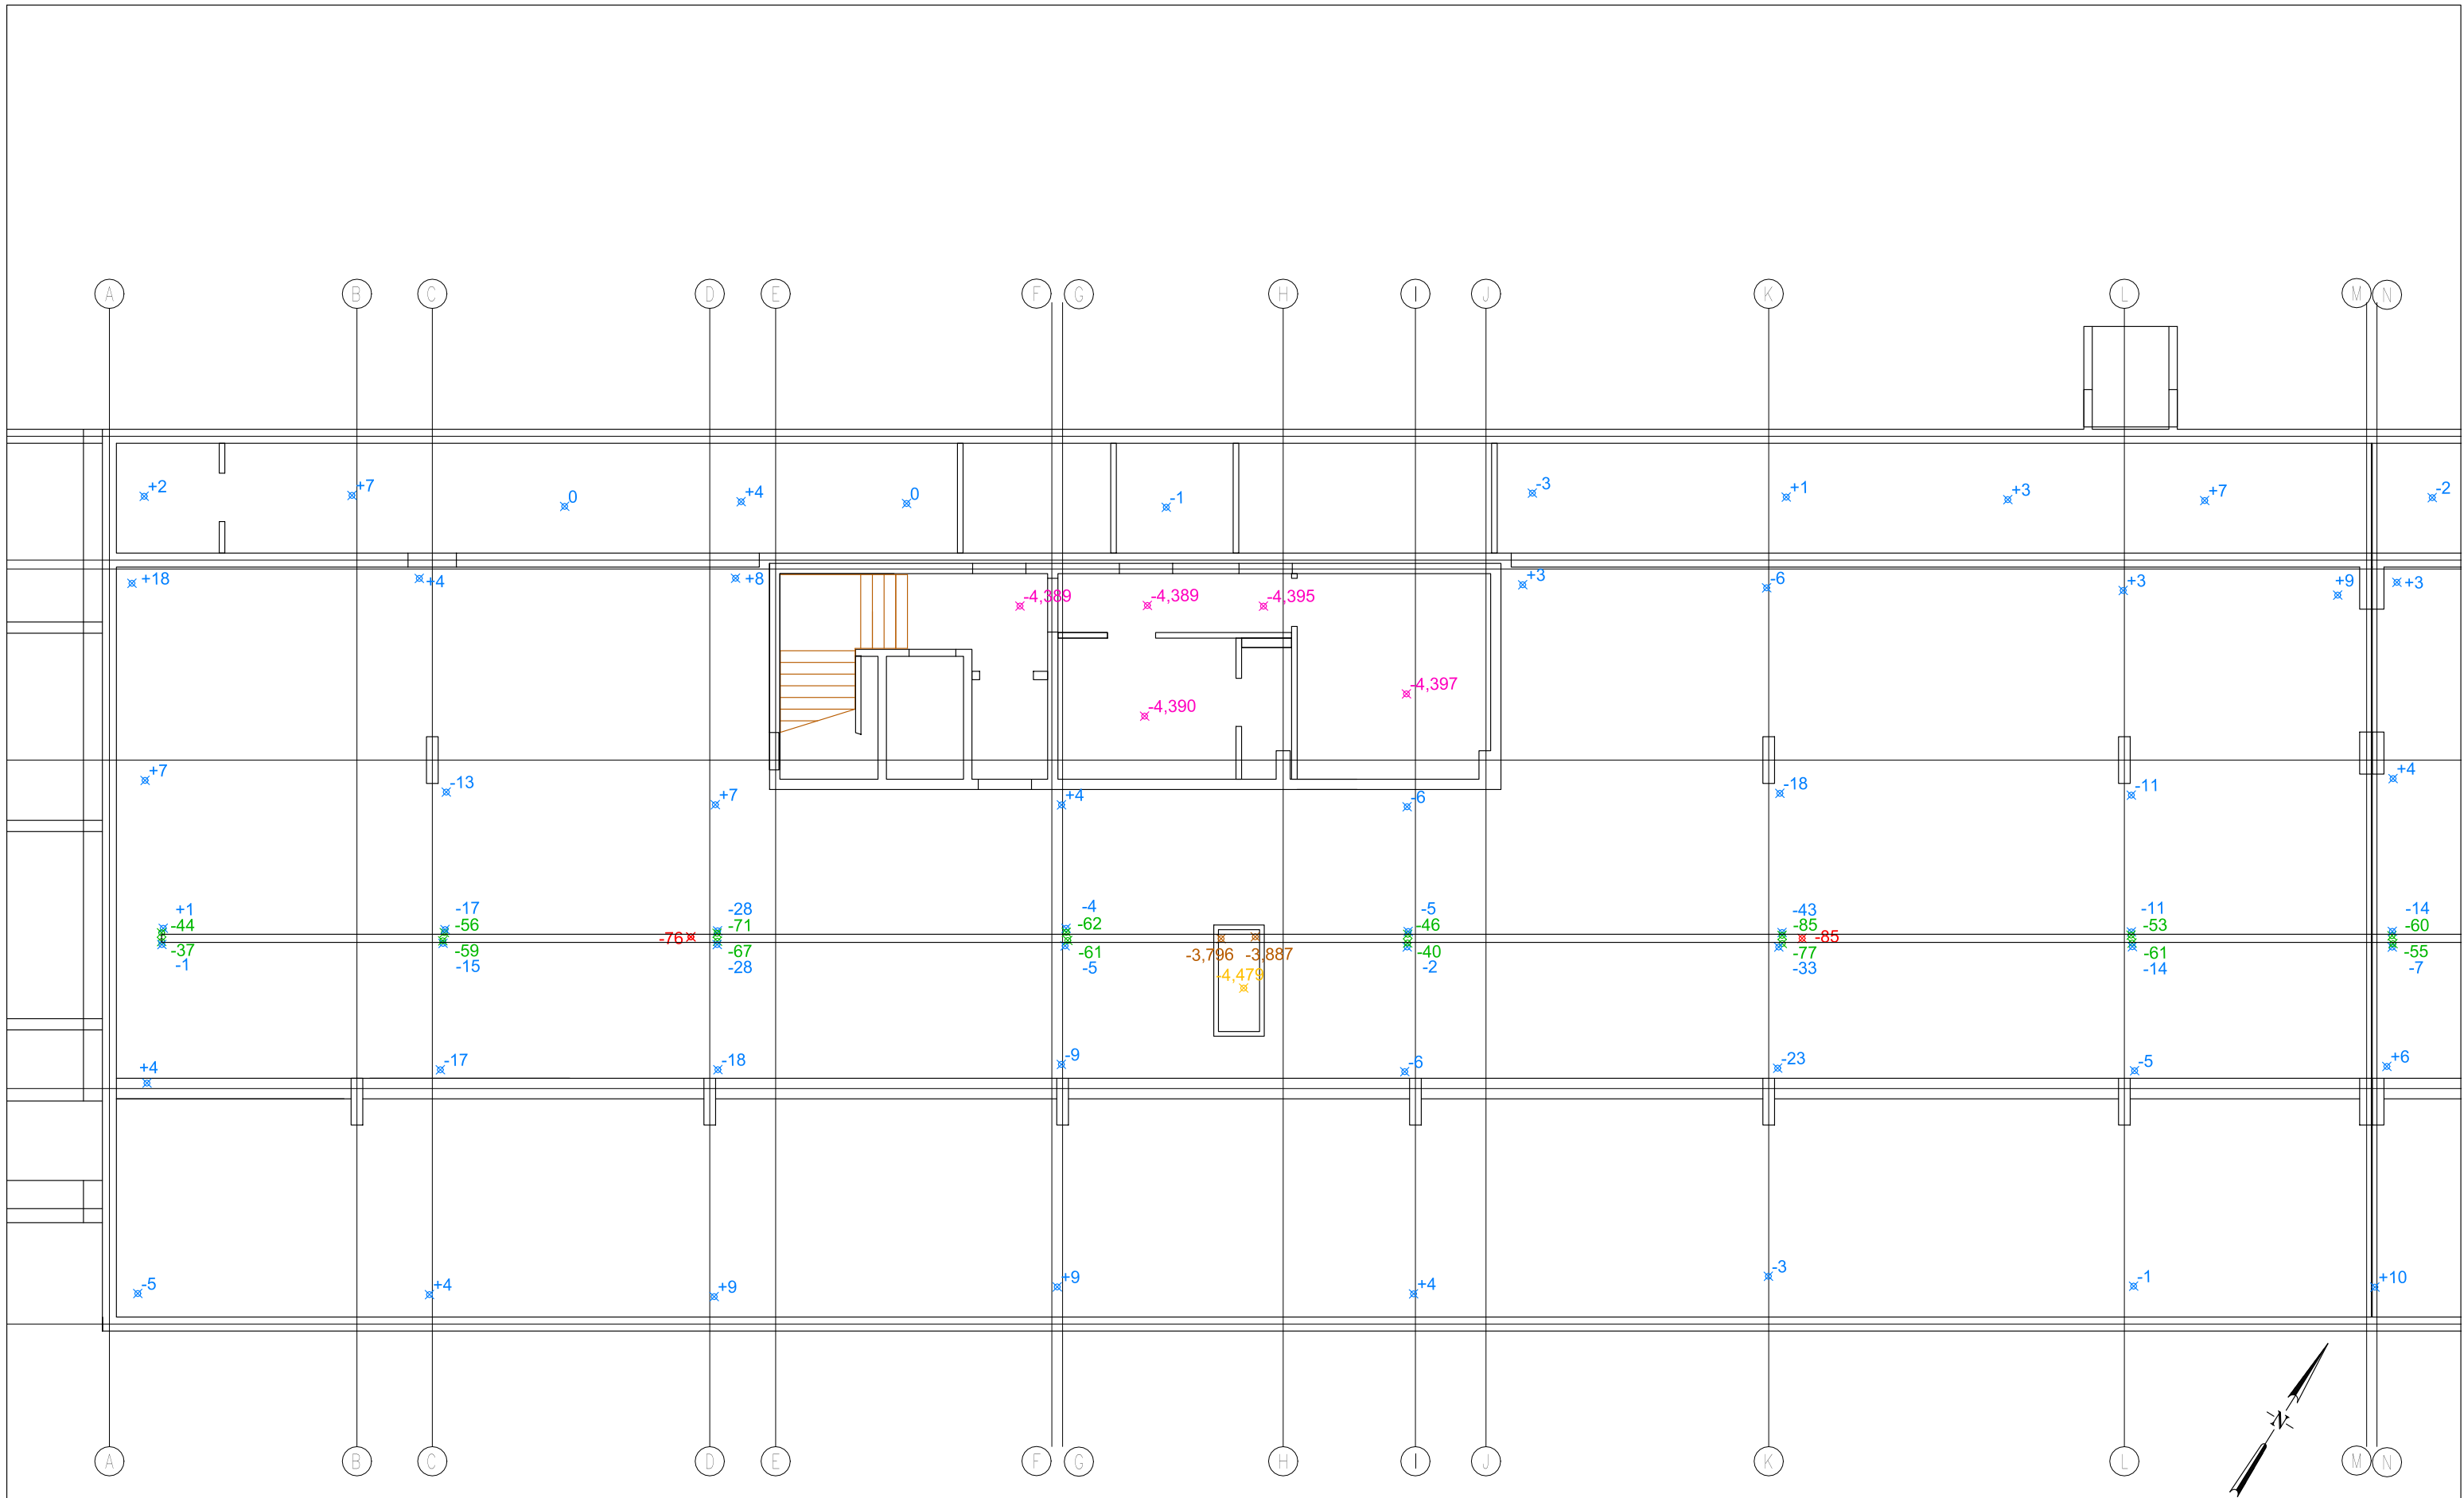 A B C D E F G H I J K L M N
+2 +7 0 +4 0 -1 -3 +1 +3 +7 -2
+18 +4 +8 +3 -6 +3 +9 +3
-4,389 -4,389 -4,395
-4,397
-4,390
+7 -13 +7 +4 -6 -18 -11 +4
+1 -17 -28 -4 -5 -43 -11 -14
-44 -56 -71 -62 -46 -85 -53 -60
-76 -85
-37 -59 -67 -61 -3,796 -3,887 -40 -77 -61 -55
-1 -15 -28 -5 -2 -33 -14 -7
-4,479
+4 -17 -18 -9 -6 -23 -5 +6
-5 +4 +9 +9 +4 -3 -1 +10
N
A B C D E F G H I J K L M N